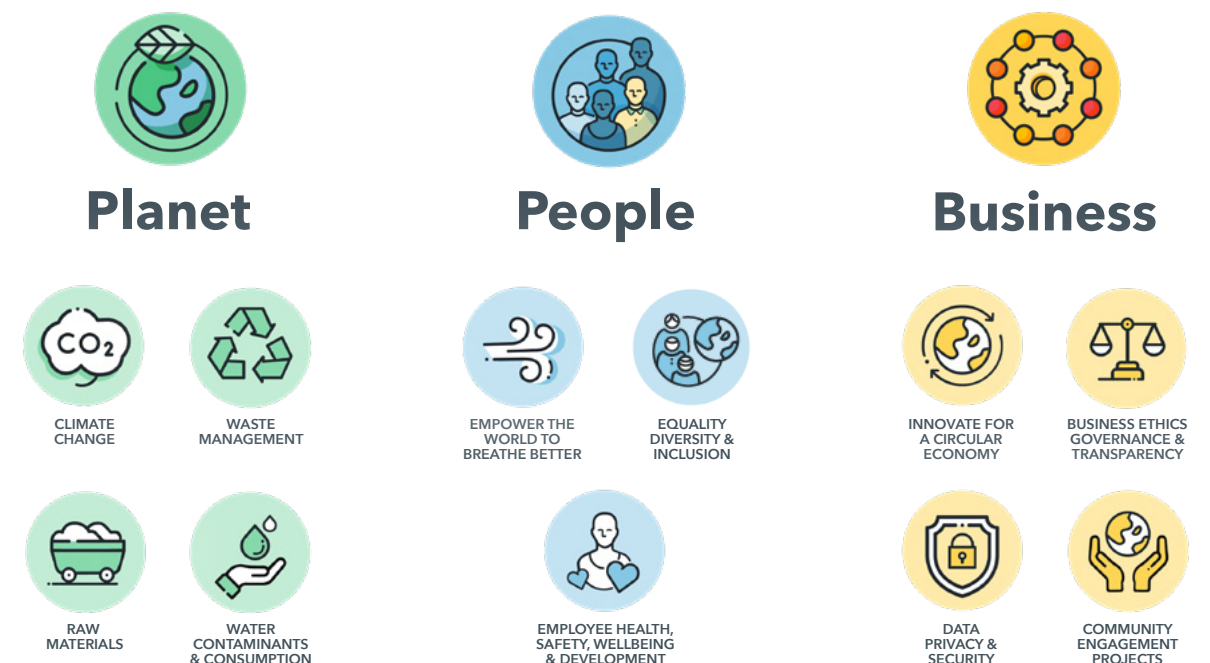 Planet
People
Business
CO2
CLIMATE
CHANGE
WASTE
MANAGEMENT
EMPOWER THE
WORLD TO
BREATHE BETTER
EQUALITY
DIVERSITY &
INCLUSION
INNOVATE FOR
A CIRCULAR
ECONOMY
BUSINESS ETHICS
GOVERNANCE &
TRANSPARENCY
RAW
MATERIALS
WATER
CONTAMINANTS
& CONSUMPTION
EMPLOYEE HEALTH,
SAFETY, WELLBEING
& DEVELOPMENT
DATA
PRIVACY &
SECURITY
COMMUNITY
ENGAGEMENT
PROJECTS